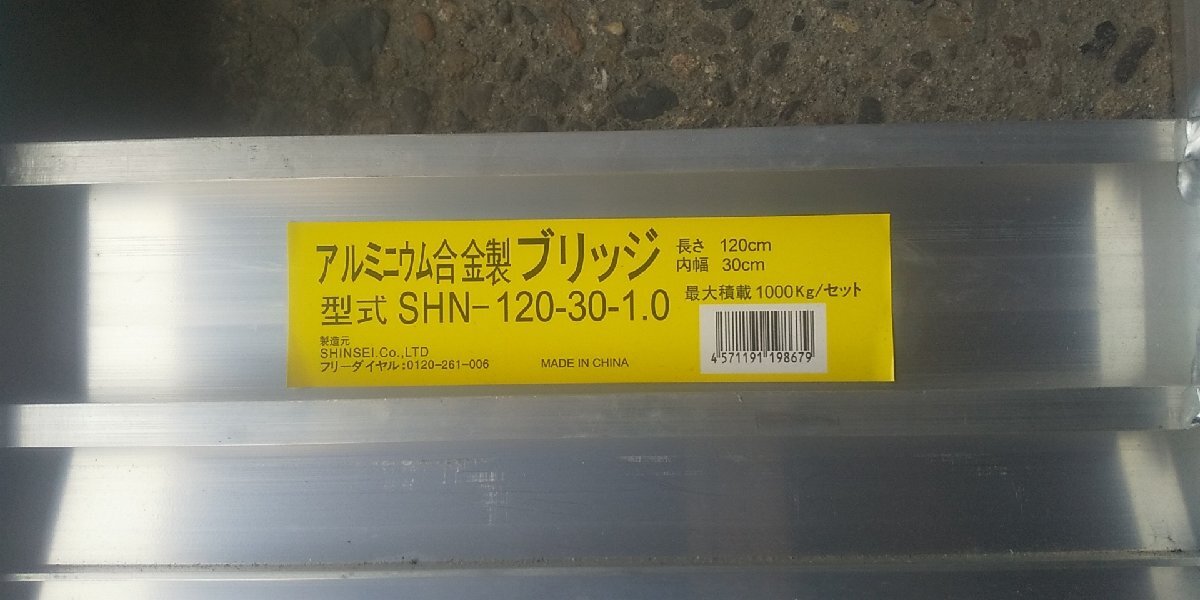 アルミニウム合金製 ブリッジ
型式 SHN-120-30-1.0
長さ 120cm
内幅 30cm
最大積載 1000Kg/セット
製造元
SHINSEI.Co.,LTD
フリーダイヤル:0120-261-006
MADE IN CHINA
4 571191 198679